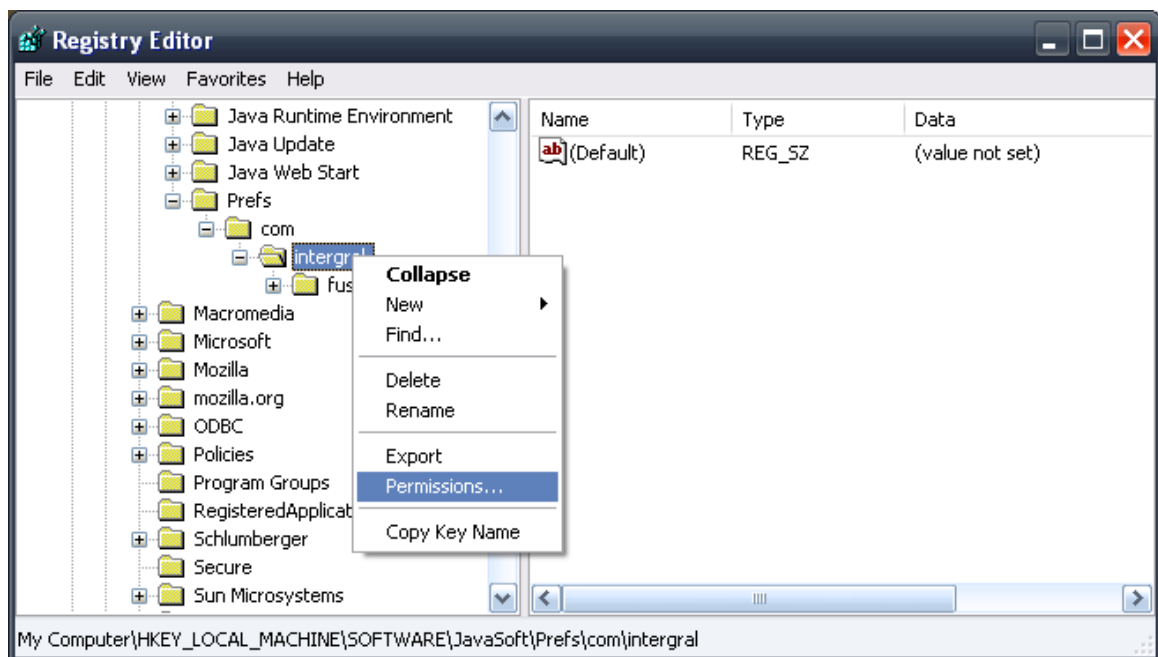 Registry Editor
File Edit View Favorites Help
Java Runtime Environment
Java Update
Java Web Start
Prefs
com
intergral
fus
Macromedia
Microsoft
Mozilla
mozilla.org
ODBC
Policies
Program Groups
RegisteredApplicat
Schlumberger
Secure
Sun Microsystems
Collapse
New
Find...
Delete
Rename
Export
Permissions...
Copy Key Name
Name Type Data
ab (Default) REG_SZ (value not set)
My Computer\HKEY_LOCAL_MACHINE\SOFTWARE\JavaSoft\Prefs\com\intergral